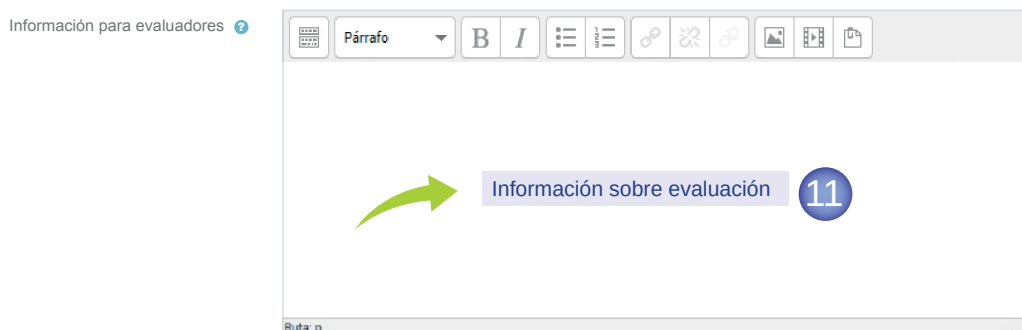 Información para evaluadores
Párrafo
B I
Información sobre evaluación
11
Ruta: p